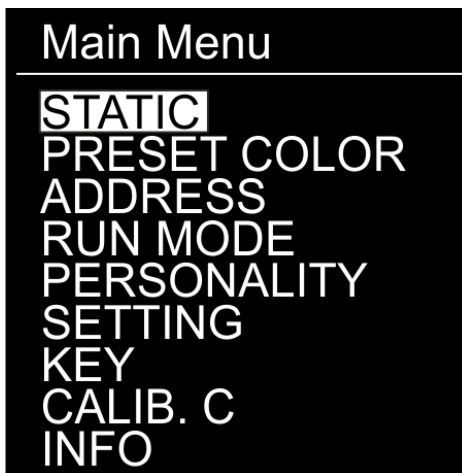 Main Menu
STATIC
PRESET COLOR
ADDRESS
RUN MODE
PERSONALITY
SETTING
KEY
CALIB. C
INFO